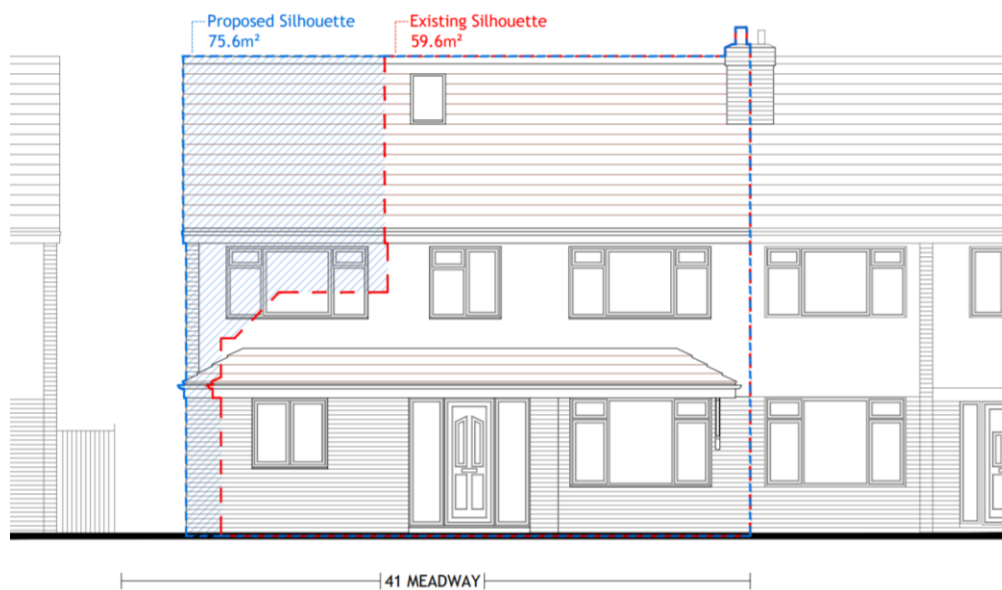 Proposed Silhouette
75.6m²
Existing Silhouette
59.6m²
41 MEADWAY